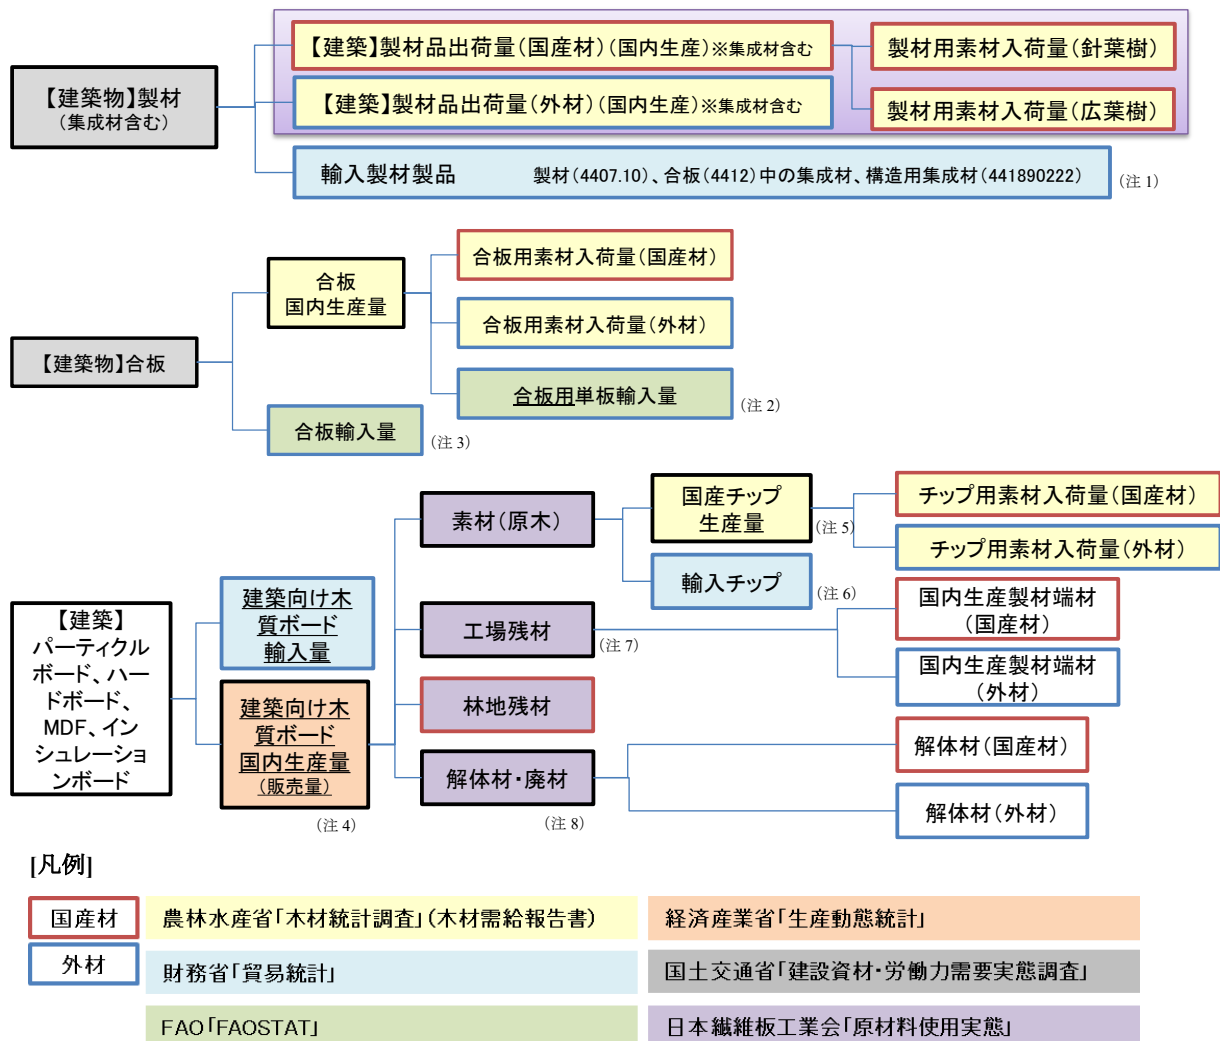 【建築物】製材
(集成材含む)
【建築】製材品出荷量(国産材)(国内生産)※集成材含む
製材用素材入荷量(針葉樹)
【建築】製材品出荷量(外材)(国内生産)※集成材含む
製材用素材入荷量(広葉樹)
輸入製材製品 製材(4407.10)、合板(4412)中の集成材、構造用集成材(441890222)
(注 1)
【建築物】合板
合板
国内生産量
合板用素材入荷量(国産材)
合板用素材入荷量(外材)
合板用単板輸入量
(注 2)
合板輸入量
(注 3)
【建築】
パーティクル
ボード、ハー
ドボード、
MDF、イン
シュレーショ
ンボード
建築向け木
質ボード
輸入量
建築向け木
質ボード
国内生産量
(販売量)
(注 4)
素材(原木)
国産チップ
生産量
(注 5)
チップ用素材入荷量(国産材)
チップ用素材入荷量(外材)
輸入チップ
(注 6)
工場残材
(注 7)
国内生産製材端材
(国産材)
国内生産製材端材
(外材)
林地残材
解体材・廃材
(注 8)
解体材(国産材)
解体材(外材)
[凡例]
国産材
外材
農林水産省「木材統計調査」(木材需給報告書)
経済産業省「生産動態統計」
財務省「貿易統計」
国土交通省「建設資材・労働力需要実態調査」
FAO「FAOSTAT」
日本繊維板工業会「原材料使用実態」